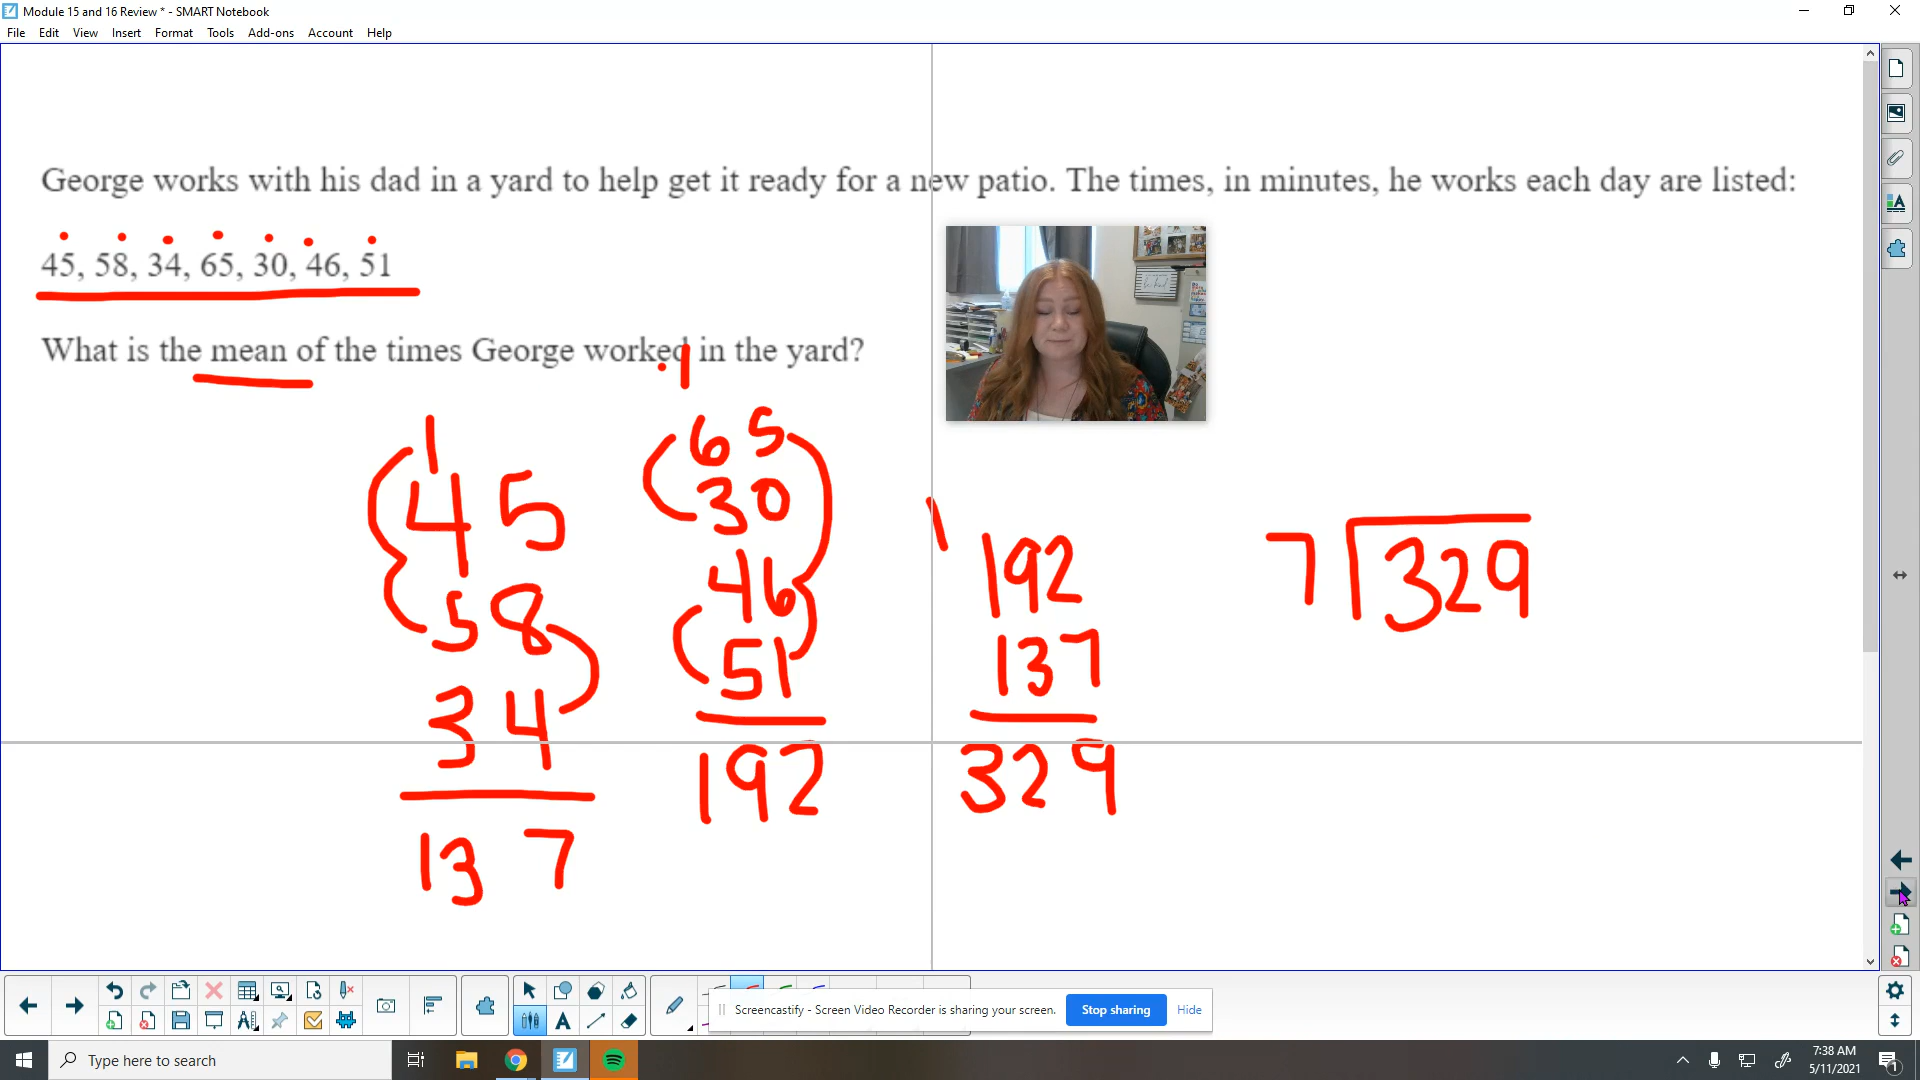 Module 15 and 16 Review * - SMART Notebook
File Edit View Insert Format Tools Add-ons Account Help
George works with his dad in a yard to help get it ready for a new patio. The times, in minutes, he works each day are listed:
45, 58, 34, 65, 30, 46, 51
What is the mean of the times George worked in the yard?
1
45
58
34
137
1
65
30
46
51
192
1
192
137
329
7 329
Screencastify - Screen Video Recorder is sharing your screen. Stop sharing Hide
Type here to search
7:38 AM
5/11/2021
1